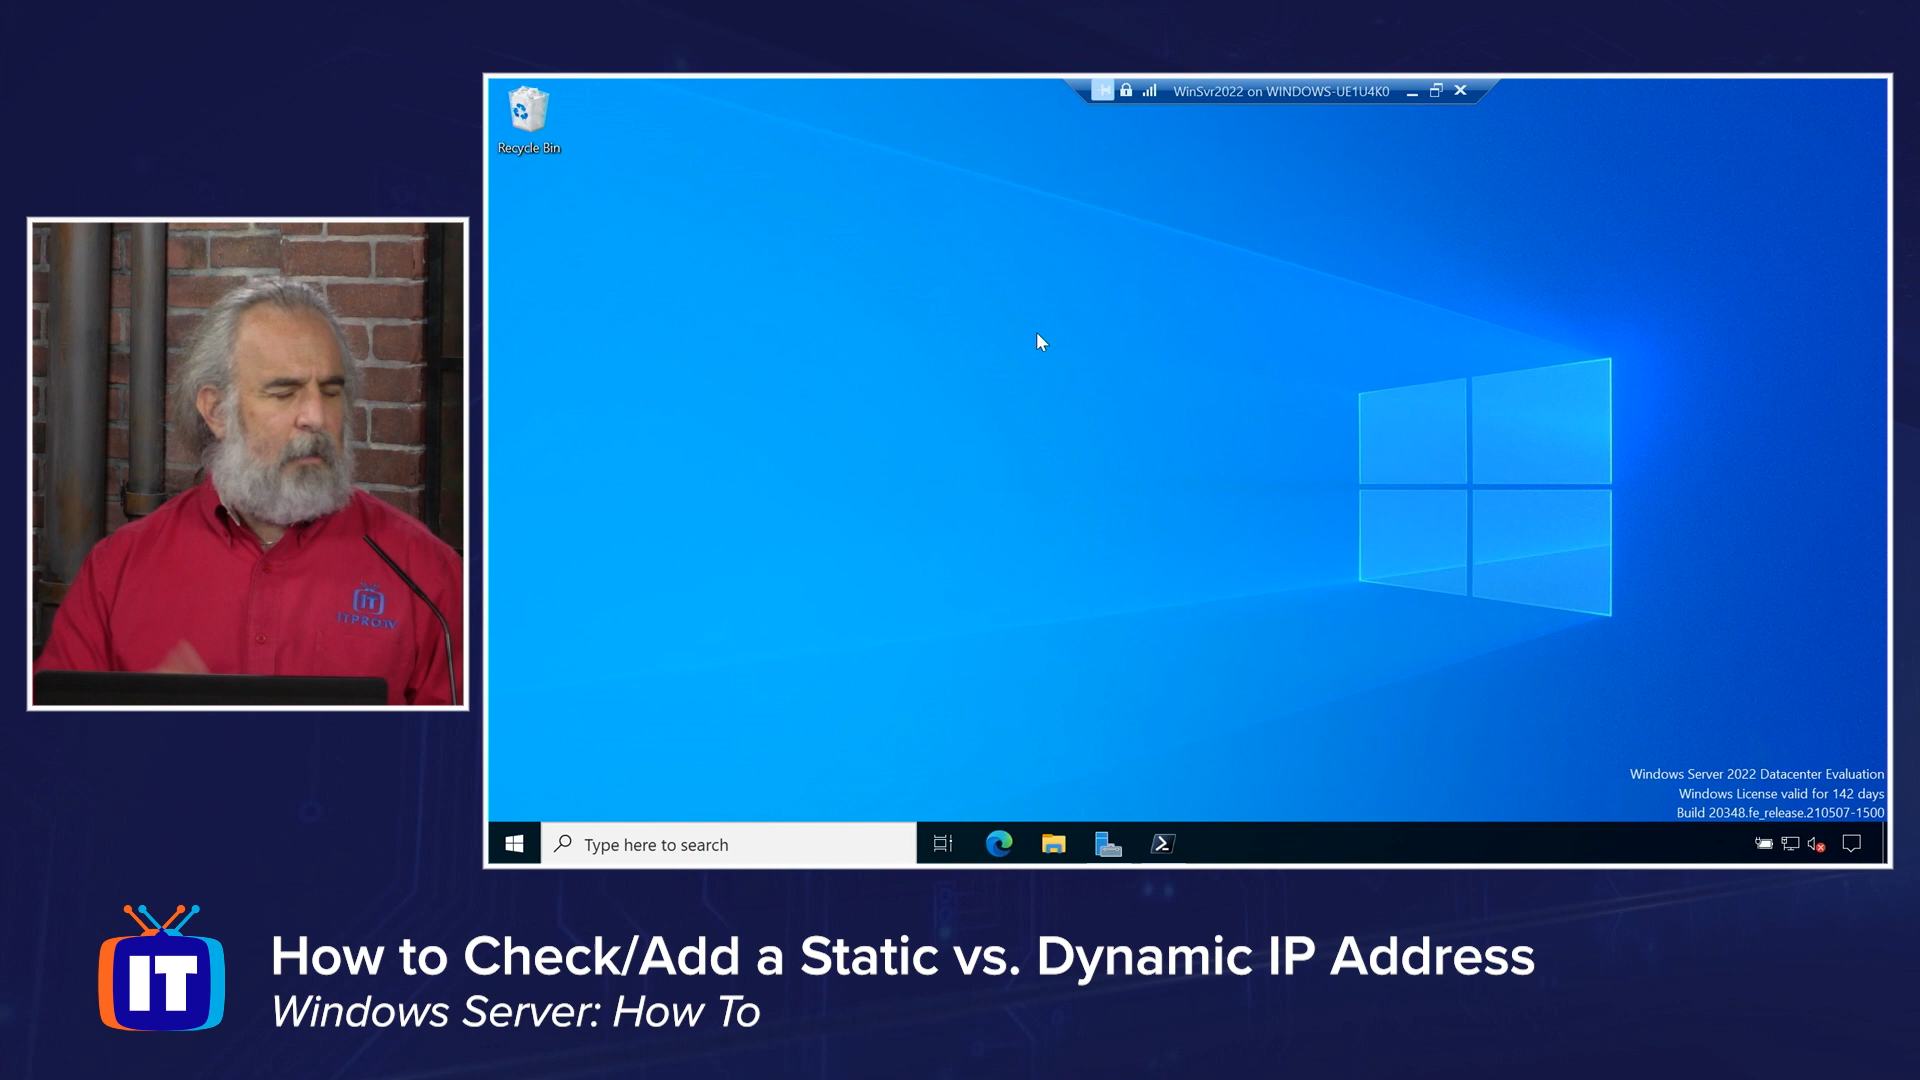 WinSvr2022 on WINDOWS-UE1U4K0
Recycle Bin
IT
ITPROTV
Windows Server 2022 Datacenter Evaluation
Windows License valid for 142 days
Build 20348.fe_release.210507-1500
Type here to search
IT
How to Check/Add a Static vs. Dynamic IP Address
Windows Server: How To